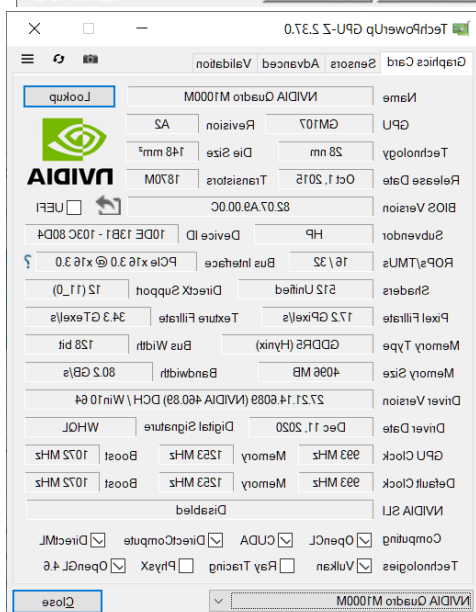 TechPowerUp GPU-Z 2.37.0
Graphics Card Sensors Advanced Validation
Name NVIDIA Quadro M1000M Lookup
GPU GM107 Revision A2
Technology 28 nm Die Size 148 mm²
Release Date Oct 1, 2015 Transistors 1870M
NVIDIA
BIOS Version 82.07.A9.00.0C UEFI
Subvendor HP Device ID 10DE 13B1 - 103C 80D4
ROPs/TMUs 16 / 32 Bus Interface PCIe x16 3.0 @ x16 3.0 ?
Shaders 512 Unified DirectX Support 12 (11_0)
Pixel Fillrate 17.2 GPixel/s Texture Fillrate 34.3 GTexel/s
Memory Type GDDR5 (Hynix) Bus Width 128 bit
Memory Size 4096 MB Bandwidth 80.2 GB/s
Driver Version 27.21.14.6089 (NVIDIA 460.89) DCH / Win10 64
Driver Date Dec 11, 2020 Digital Signature WHQL
GPU Clock 993 MHz Memory 1253 MHz Boost 1072 MHz
Default Clock 993 MHz Memory 1253 MHz Boost 1072 MHz
NVIDIA SLI Disabled
Computing OpenCL CUDA DirectCompute DirectML
Technologies Vulkan Ray Tracing PhysX OpenGL 4.6
NVIDIA Quadro M1000M Close